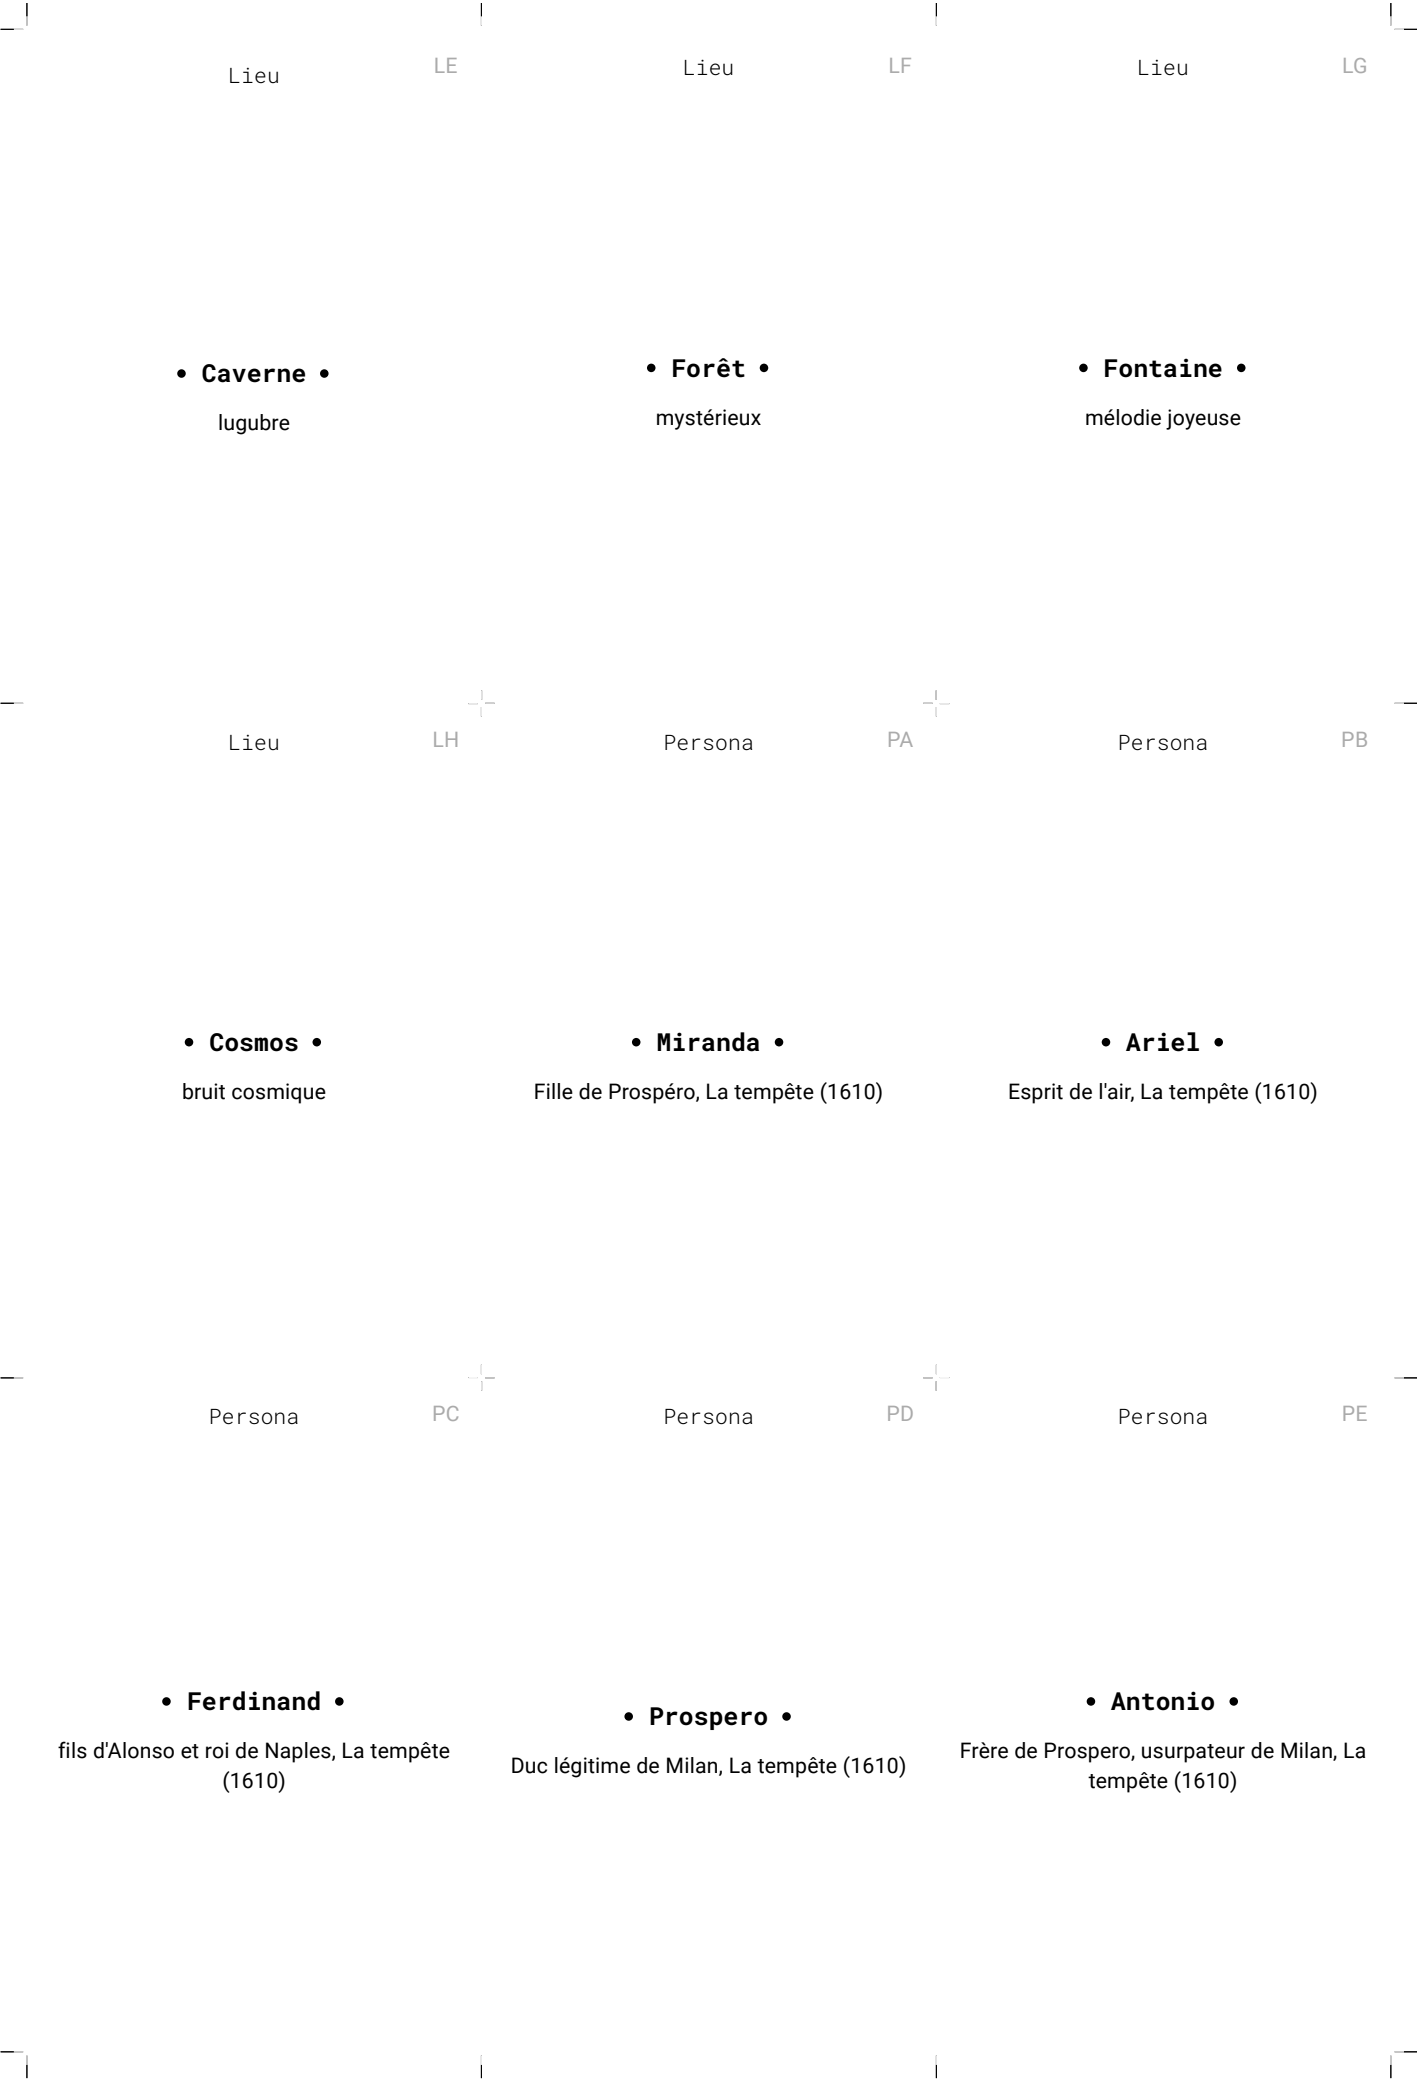 Lieu
LE
• Caverne •
lugubre
Lieu
LF
• Forêt •
mystérieux
Lieu
LG
• Fontaine •
mélodie joyeuse
Lieu
LH
• Cosmos •
bruit cosmique
Persona
PA
• Miranda •
Fille de Prospéro, La tempête (1610)
Persona
PB
• Ariel •
Esprit de l'air, La tempête (1610)
Persona
PC
• Ferdinand •
fils d'Alonso et roi de Naples, La tempête
(1610)
Persona
PD
• Prospero •
Duc légitime de Milan, La tempête (1610)
Persona
PE
• Antonio •
Frère de Prospero, usurpateur de Milan, La
tempête (1610)